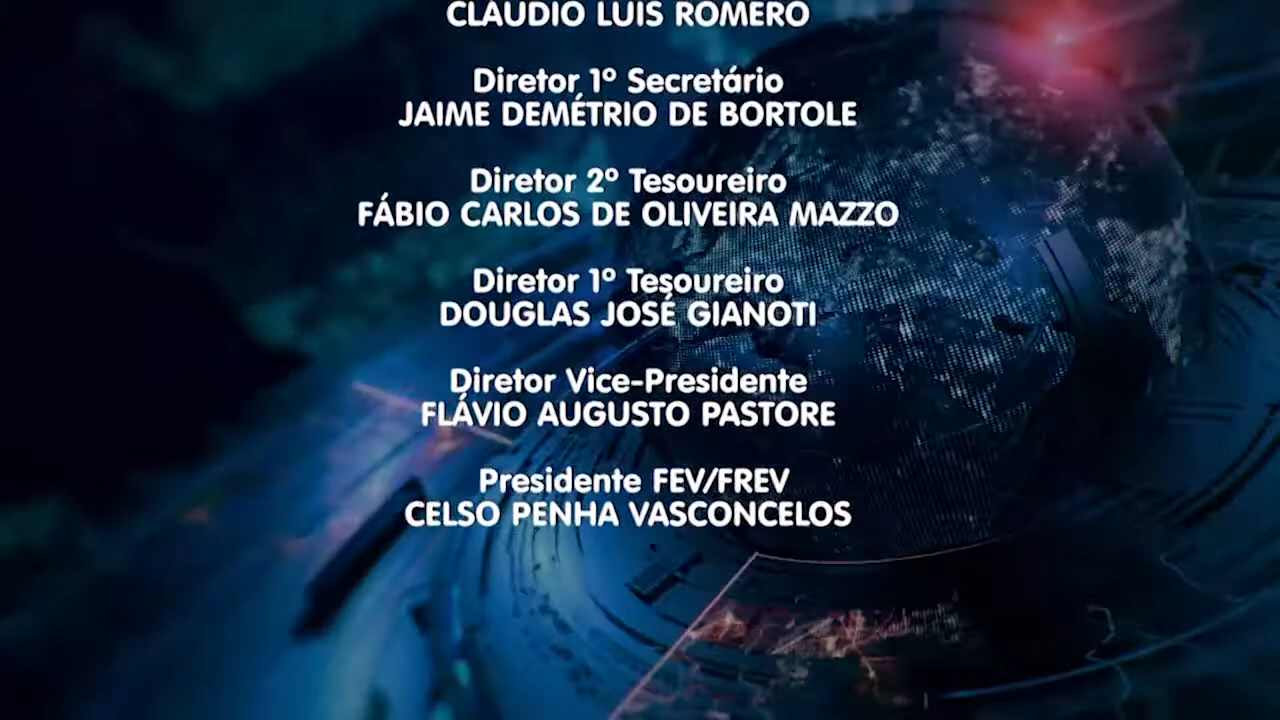 CLAUDIO LUIS ROMERO
Diretor 1º Secretário
JAIME DEMÉTRIO DE BORTOLE
Diretor 2º Tesoureiro
FÁBIO CARLOS DE OLIVEIRA MAZZO
Diretor 1º Tesoureiro
DOUGLAS JOSÉ GIANOTI
Diretor Vice-Presidente
FLÁVIO AUGUSTO PASTORE
Presidente FEV/FREV
CELSO PENHA VASCONCELOS